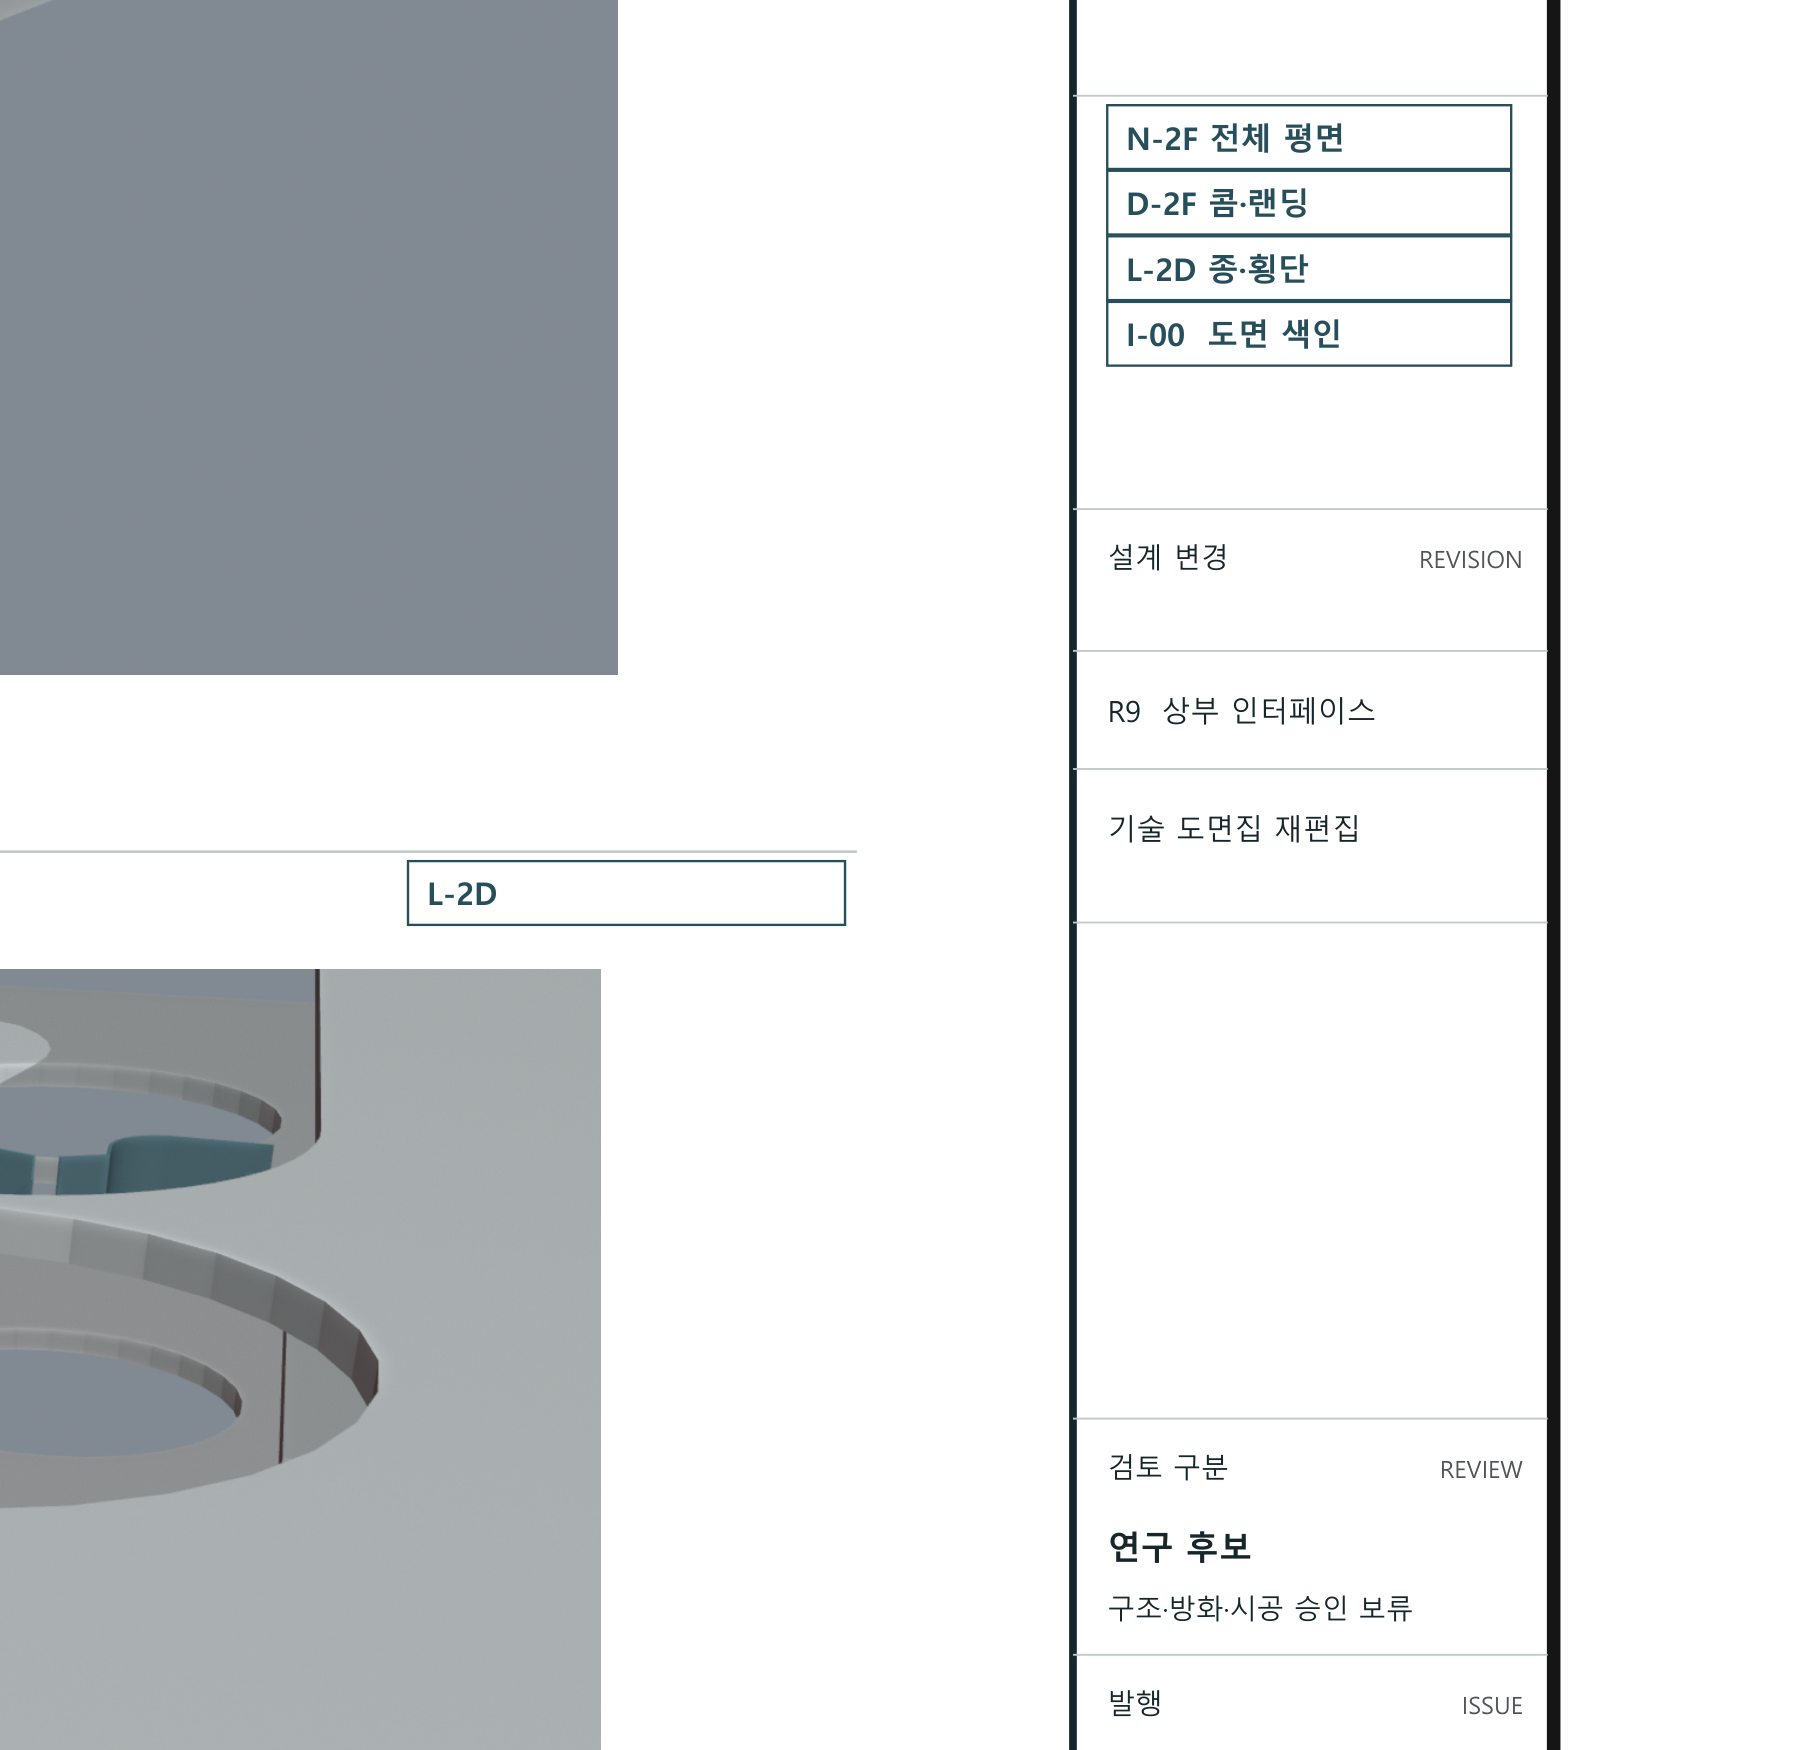 N-2F 전체 평면
D-2F 콤·랜딩
L-2D 종·횡단
I-00 도면 색인
설계 변경 REVISION
R9 상부 인터페이스
기술 도면집 재편집
L-2D
검토 구분 REVIEW
연구 후보
구조·방화·시공 승인 보류
발행 ISSUE